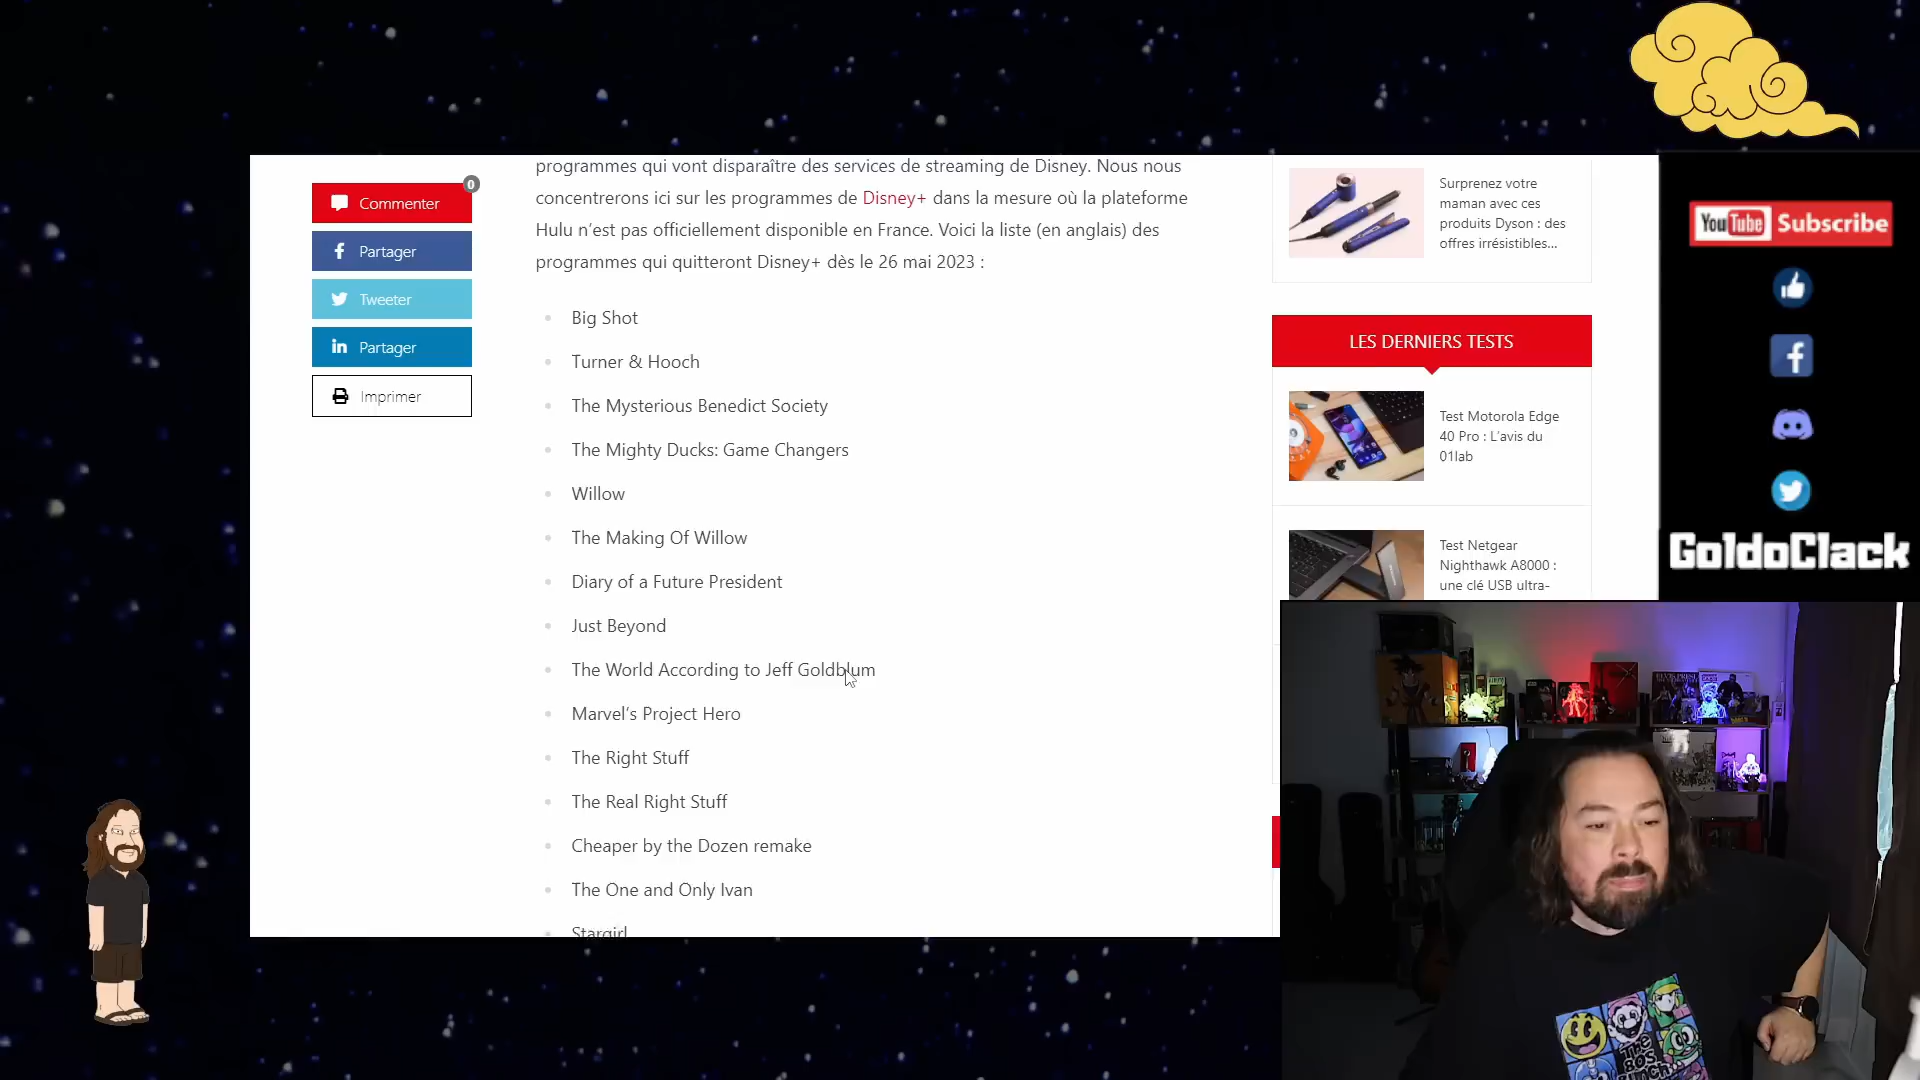 programmes qui vont disparaître des services de streaming de Disney. Nous nous
concentrerons ici sur les programmes de Disney+ dans la mesure où la plateforme
Hulu n’est pas officiellement disponible en France. Voici la liste (en anglais) des
programmes qui quitteront Disney+ dès le 26 mai 2023 :
0
Commenter
Partager
Tweeter
Partager
Imprimer
Big Shot
Turner & Hooch
The Mysterious Benedict Society
The Mighty Ducks: Game Changers
Willow
The Making Of Willow
Diary of a Future President
Just Beyond
The World According to Jeff Goldblum
Marvel’s Project Hero
The Right Stuff
The Real Right Stuff
Cheaper by the Dozen remake
The One and Only Ivan
Stargirl
Surprenez votre
maman avec ces
produits Dyson : des
offres irrésistibles...
LES DERNIERS TESTS
Test Motorola Edge
40 Pro : L’avis du
01lab
Test Netgear
Nighthawk A8000 :
une clé USB ultra-
YouTube Subscribe
GoldoClack
THE
80s
BUNCH